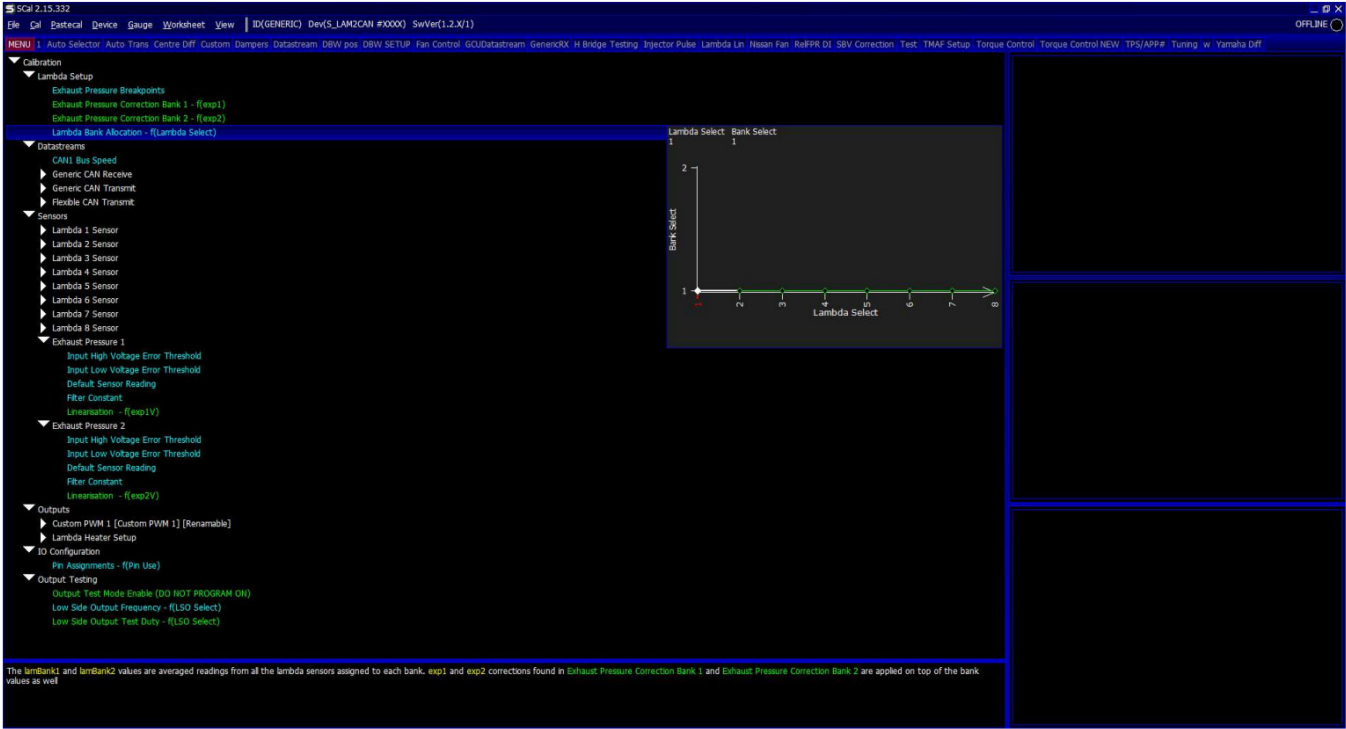 SCal 2.15.332
File Cal Pastecal Device Gauge Worksheet View ID(GENERIC) Dev(S_LAM2CAN #XXXX) SwVer(1.2.X/1) OFFLINE
MENU 1 Auto Selector Auto Trans Centre Diff Custom Dampers Datastream DBW pos DBW SETUP Fan Control GCUDatastream GenericRX H Bridge Testing Injector Pulse Lambda Lin Nissan Fan RelFPR DI SBV Correction Test TMAF Setup Torque Control Torque Control NEW TPS/APP# Tuning w Yamaha Diff
Calibration
Lambda Setup
Exhaust Pressure Breakpoints
Exhaust Pressure Correction Bank 1 - f(exp1)
Exhaust Pressure Correction Bank 2 - f(exp2)
Lambda Bank Allocation - f(Lambda Select)
Datastreams
CAN1 Bus Speed
Generic CAN Receive
Generic CAN Transmit
Flexible CAN Transmit
Sensors
Lambda 1 Sensor
Lambda 2 Sensor
Lambda 3 Sensor
Lambda 4 Sensor
Lambda 5 Sensor
Lambda 6 Sensor
Lambda 7 Sensor
Lambda 8 Sensor
Exhaust Pressure 1
Input High Voltage Error Threshold
Input Low Voltage Error Threshold
Default Sensor Reading
Filter Constant
Linearisation - f(exp1V)
Exhaust Pressure 2
Input High Voltage Error Threshold
Input Low Voltage Error Threshold
Default Sensor Reading
Filter Constant
Linearisation - f(exp2V)
Outputs
Custom PWM 1 [Custom PWM 1] [Renamable]
Lambda Heater Setup
IO Configuration
Pin Assignments - f(Pin Use)
Output Testing
Output Test Mode Enable (DO NOT PROGRAM ON)
Low Side Output Frequency - f(LSO Select)
Low Side Output Test Duty - f(LSO Select)
Lambda Select Bank Select
1 1
2
Bank Select
1
1 2 3 4 5 6 7 8
Lambda Select
The lamBank1 and lamBank2 values are averaged readings from all the lambda sensors assigned to each bank. exp1 and exp2 corrections found in Exhaust Pressure Correction Bank 1 and Exhaust Pressure Correction Bank 2 are applied on top of the bank
values as well